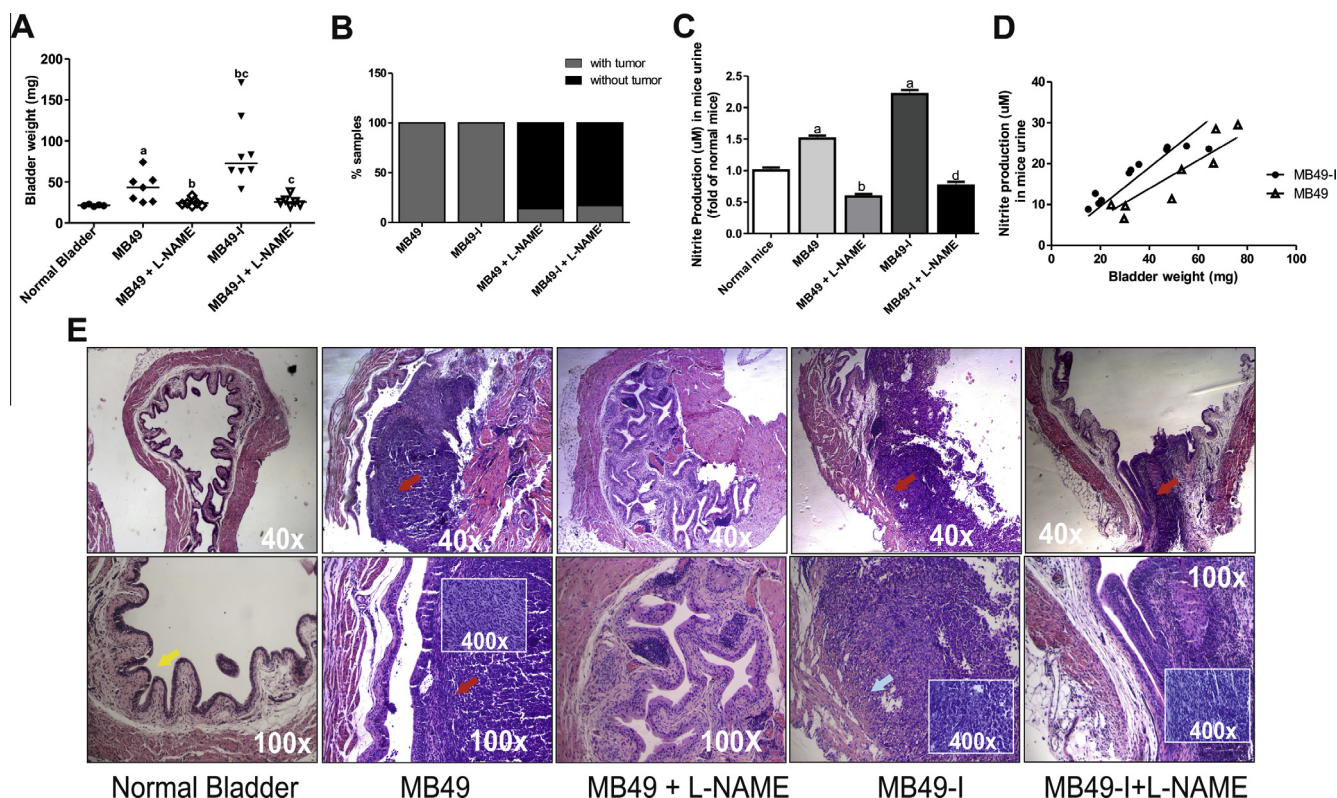 A
Bladder weight (mg)
200
150
100
50
0
a
b
bc
c
Normal Bladder
MB49
MB49 + L-NAME
MB49-I
MB49-I + L-NAME
B
with tumor
without tumor
% samples
150
100
50
0
MB49
MB49-I
MB49 + L-NAME
MB49-I + L-NAME
C
Nitrite Production (uM) in mice urine
(fold of normal mice)
2.5
2.0
1.5
1.0
0.5
0.0
a
b
a
d
Normal mice
MB49
MB49 + L-NAME
MB49-I
MB49-I + L-NAME
D
Nitrite production (uM)
in mice urine
40
30
20
10
0
0 20 40 60 80 100
Bladder weight (mg)
MB49-I
MB49
E
40x 40x 40x 40x 40x
100x
400x
100x
100X
400x
100x
400x
Normal Bladder MB49 MB49 + L-NAME MB49-I MB49-I+L-NAME